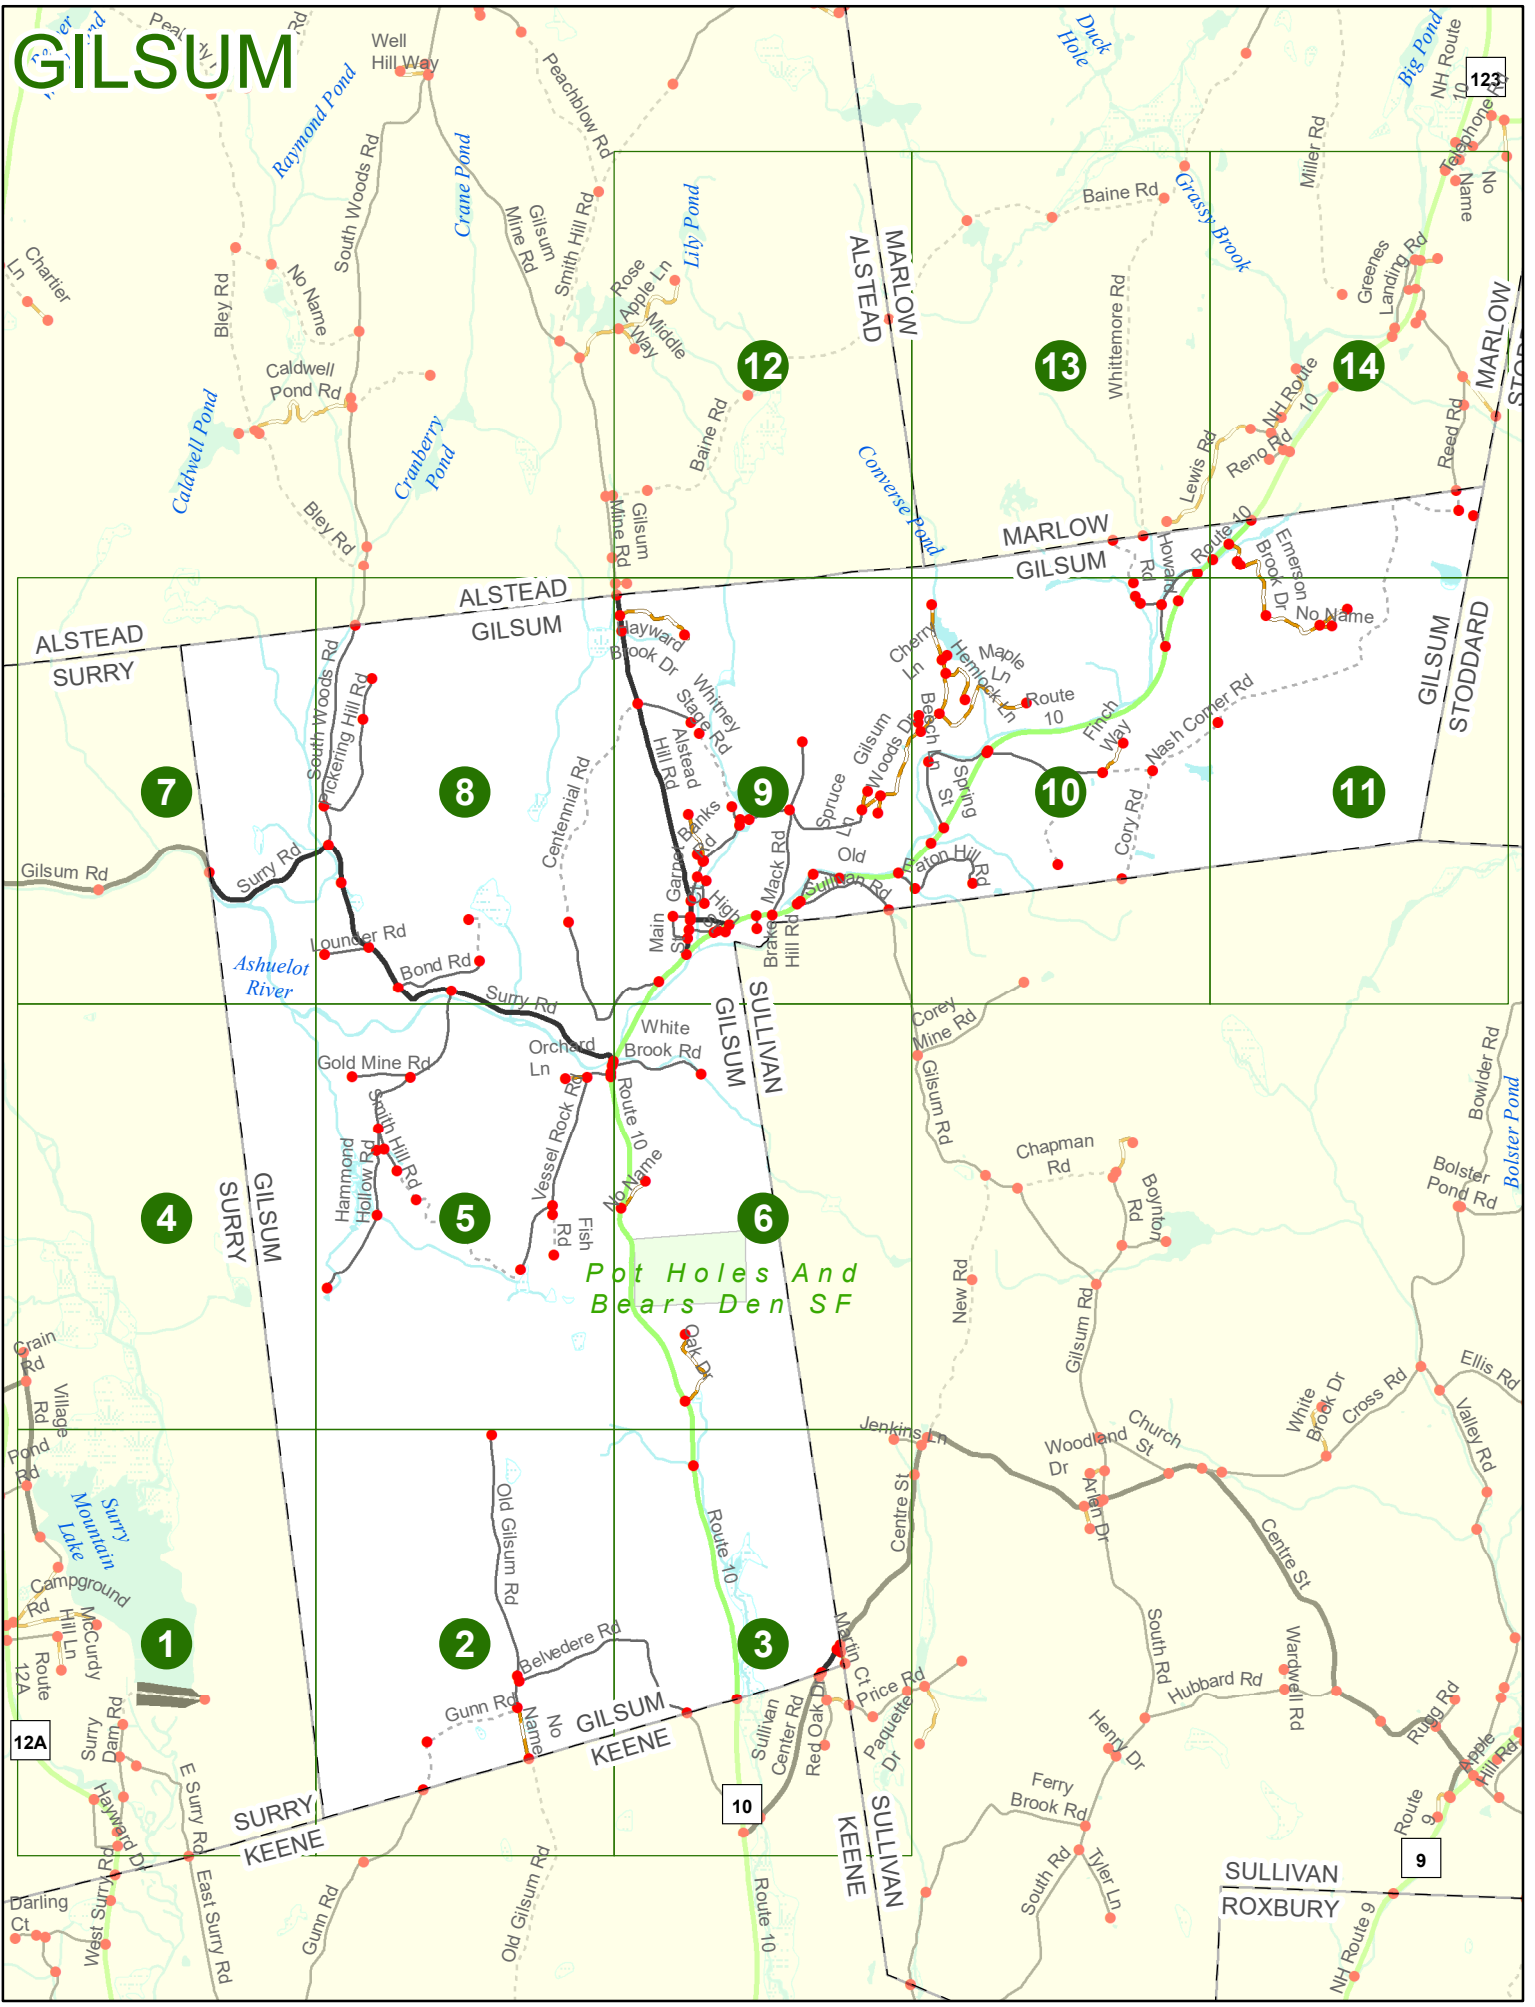 GILSUM
Well
Hill Way
Peachblow Rd
Duck
Hole
Big Pond
NH Route
10
123
Telephone Rd
No
Name
Raymond Pond
South Woods Rd
Crane Pond
Gilsum
Mine Rd
Smith Hill Rd
Lily Pond
Miller Rd
Baine Rd
Grassy Brook
MARLOW
ALSTEAD
Greenes
Landing Rd
Chartier
Ln
Bley Rd
No Name
Rose
Apple Ln
Middle
Way
Whittemore Rd
MARLOW
12
13
14
Caldwell
Pond Rd
Caldwell Pond
Cranberry
Pond
Baine Rd
NH Route
10
Reno Rd
Lewis Rd
Reed Rd
Converse Pond
Bley Rd
Gilsum
Mine Rd
MARLOW
GILSUM
Howard
Rd
Route 10
Emerson
Brook Dr
No Name
ALSTEAD
GILSUM
ALSTEAD
SURRY
Hayward
Brook Dr
Cherry
Ln
Maple
Ln
Hemlock Ln
Route
10
GILSUM
STODDARD
South Woods Rd
Pickering Hill Rd
Whitney
Stage Rd
Alstead
Hill Rd
Beech Ln
Gilsum
Woods Dr
Finch
Way
Nash Corner Rd
7
8
9
10
11
Centennial Rd
Banks
Rd
Spruce
Ln
Spring
St
Cory Rd
Gilsum Rd
Surry Rd
Garnet
St
Mack Rd
Old
Sullivan Rd
Eaton Hill
Rd
High
St
Main
St
Brake
Hill Rd
Lounder Rd
Bond Rd
Ashuelot
River
Surry Rd
SULLIVAN
GILSUM
Corey
Mine Rd
White
Brook Rd
Orchard
Ln
Gold Mine Rd
Gilsum Rd
Bowlder Rd
Bolster Pond
Smith Hill Rd
Hammond
Hollow Rd
Vessel Rock Rd
Route 10
No Name
Chapman
Rd
Boynton
Rd
Bolster
Pond Rd
GILSUM
SURRY
4
5
6
Fish
Rd
Pot Holes And
Bears Den SF
New Rd
Gilsum Rd
Oak Dr
Crain
Rd
Village
Rd
Pond
Rd
Ellis Rd
White
Brook Dr
Cross Rd
Valley Rd
Jenkins Ln
Church
St
Woodland
Dr
Arlen Dr
Surry
Mountain
Lake
Old Gilsum Rd
Route 10
Centre St
Centre St
Campground
Rd
McCurdy
Hill Ln
Route
12A
1
2
3
Belvedere Rd
Martin Ct
South Rd
Wardwell Rd
Hubbard Rd
Gunn Rd
No
Name
GILSUM
KEENE
Price Rd
Paquette
Dr
Red Oak Dr
Sullivan
Center Rd
Henry Dr
Rugg Rd
Apple
Hill Rd
12A
Surry
Dam Rd
E Surry Rd
Hayward Dr
SURRY
KEENE
10
Ferry
Brook Rd
Route
9
9
SULLIVAN
KEENE
Darling
Ct
West Surry Rd
East Surry Rd
Gunn Rd
Old Gilsum Rd
Route 10
South Rd
Tyler Ln
SULLIVAN
ROXBURY
NH Route 9